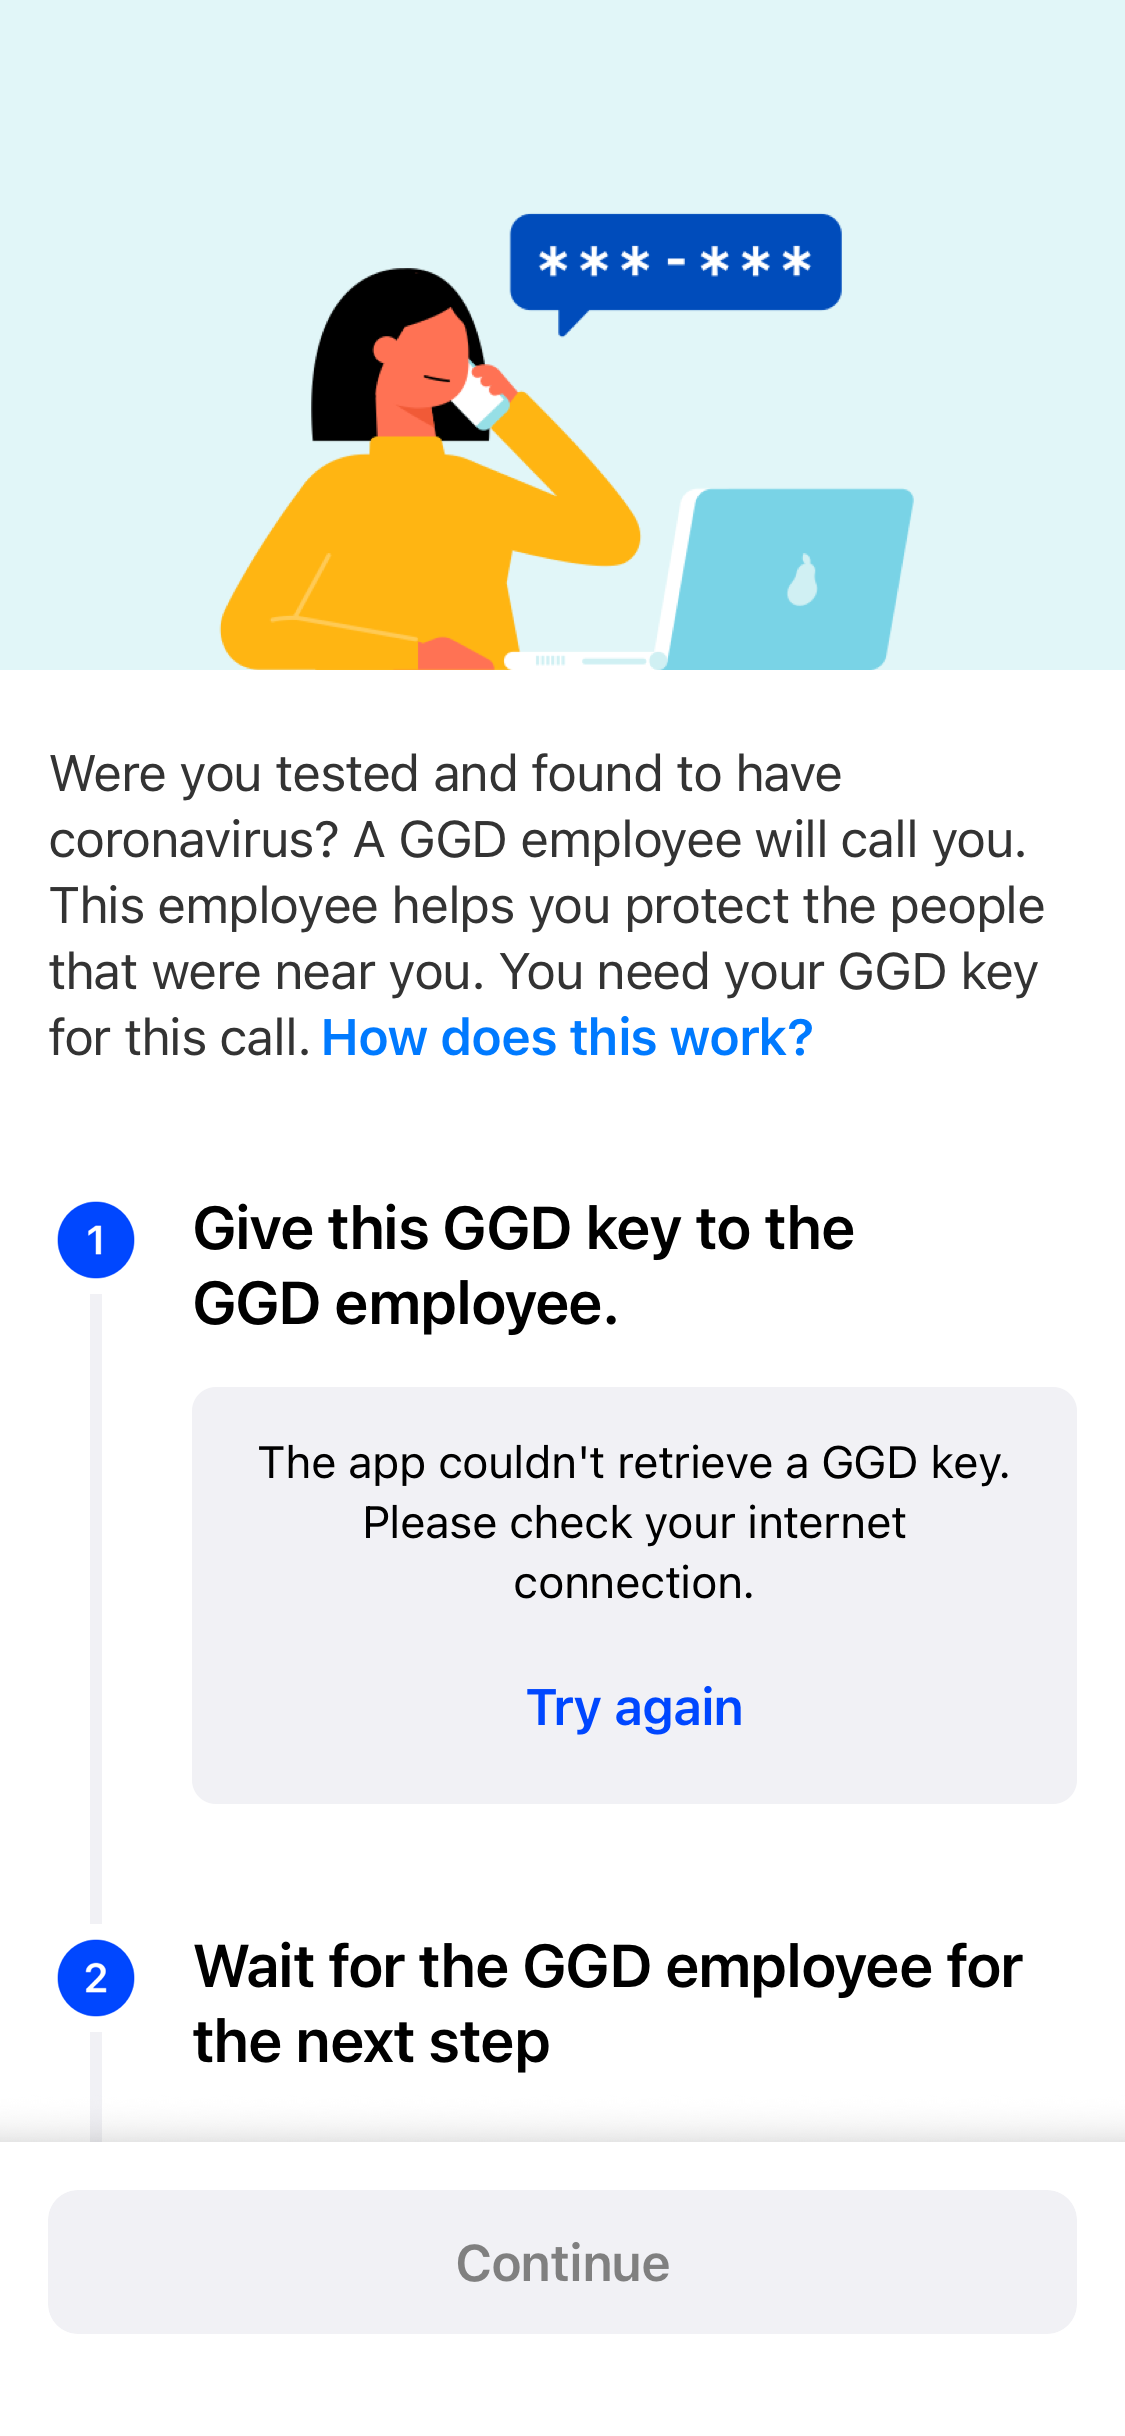 ***-***
Were you tested and found to have
coronavirus? A GGD employee will call you.
This employee helps you protect the people
that were near you. You need your GGD key
for this call. How does this work?
1
Give this GGD key to the
GGD employee.
The app couldn't retrieve a GGD key.
Please check your internet
connection.
Try again
2
Wait for the GGD employee for
the next step
Continue